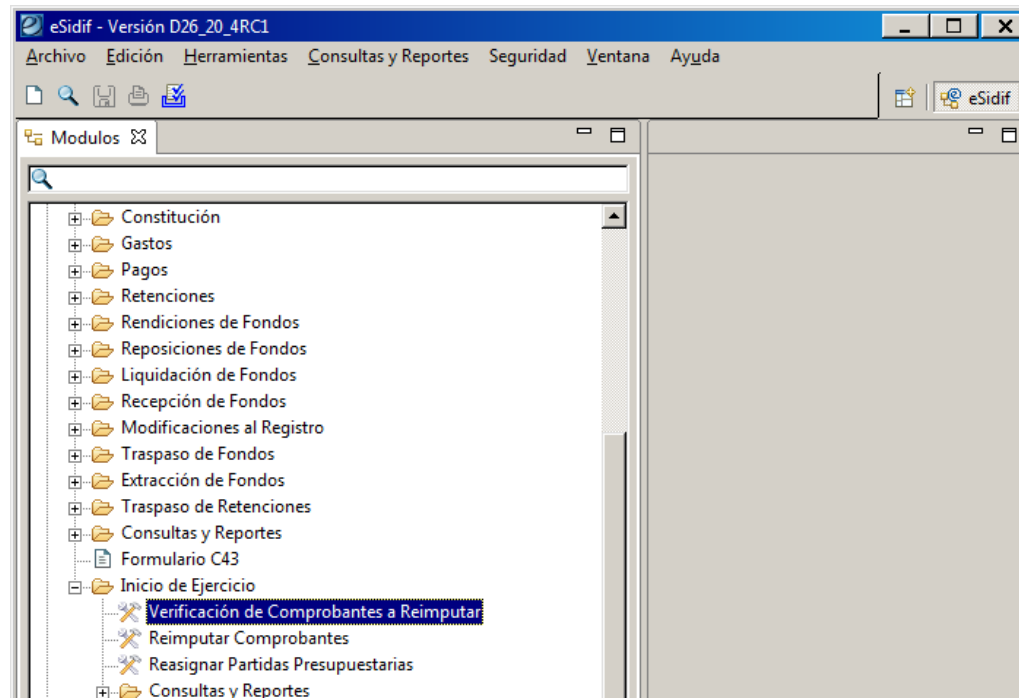 eSidif - Versión D26_20_4RC1
Archivo Edición Herramientas Consultas y Reportes Seguridad Ventana Ayuda
eSidif
Modulos
Constitución
Gastos
Pagos
Retenciones
Rendiciones de Fondos
Reposiciones de Fondos
Liquidación de Fondos
Recepción de Fondos
Modificaciones al Registro
Traspaso de Fondos
Extracción de Fondos
Traspaso de Retenciones
Consultas y Reportes
Formulario C43
Inicio de Ejercicio
Verificación de Comprobantes a Reimputar
Reimputar Comprobantes
Reasignar Partidas Presupuestarias
Consultas y Reportes